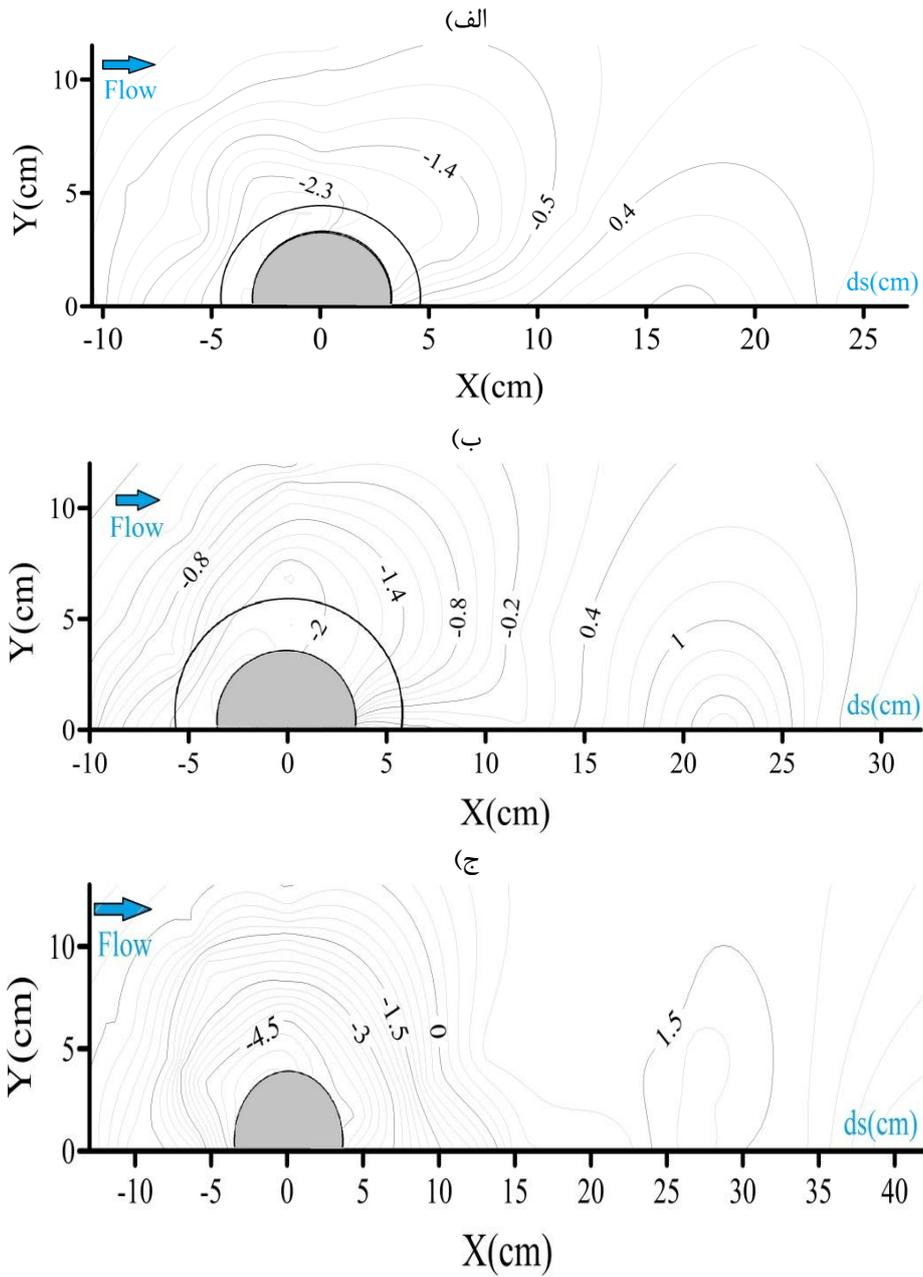 الف)
10
5
0
Y(cm)
Flow
-2.3
-1.4
-0.5
0.4
ds(cm)
-10 -5 0 5 10 15 20 25
X(cm)
ب)
10
5
0
Y(cm)
Flow
-0.8
-2
-1.4
-0.8
-0.2
0.4
1
ds(cm)
-10 -5 0 5 10 15 20 25 30
X(cm)
ج)
10
5
0
Y(cm)
Flow
-4.5
-3
-1.5
0
1.5
ds(cm)
-10 -5 0 5 10 15 20 25 30 35 40
X(cm)